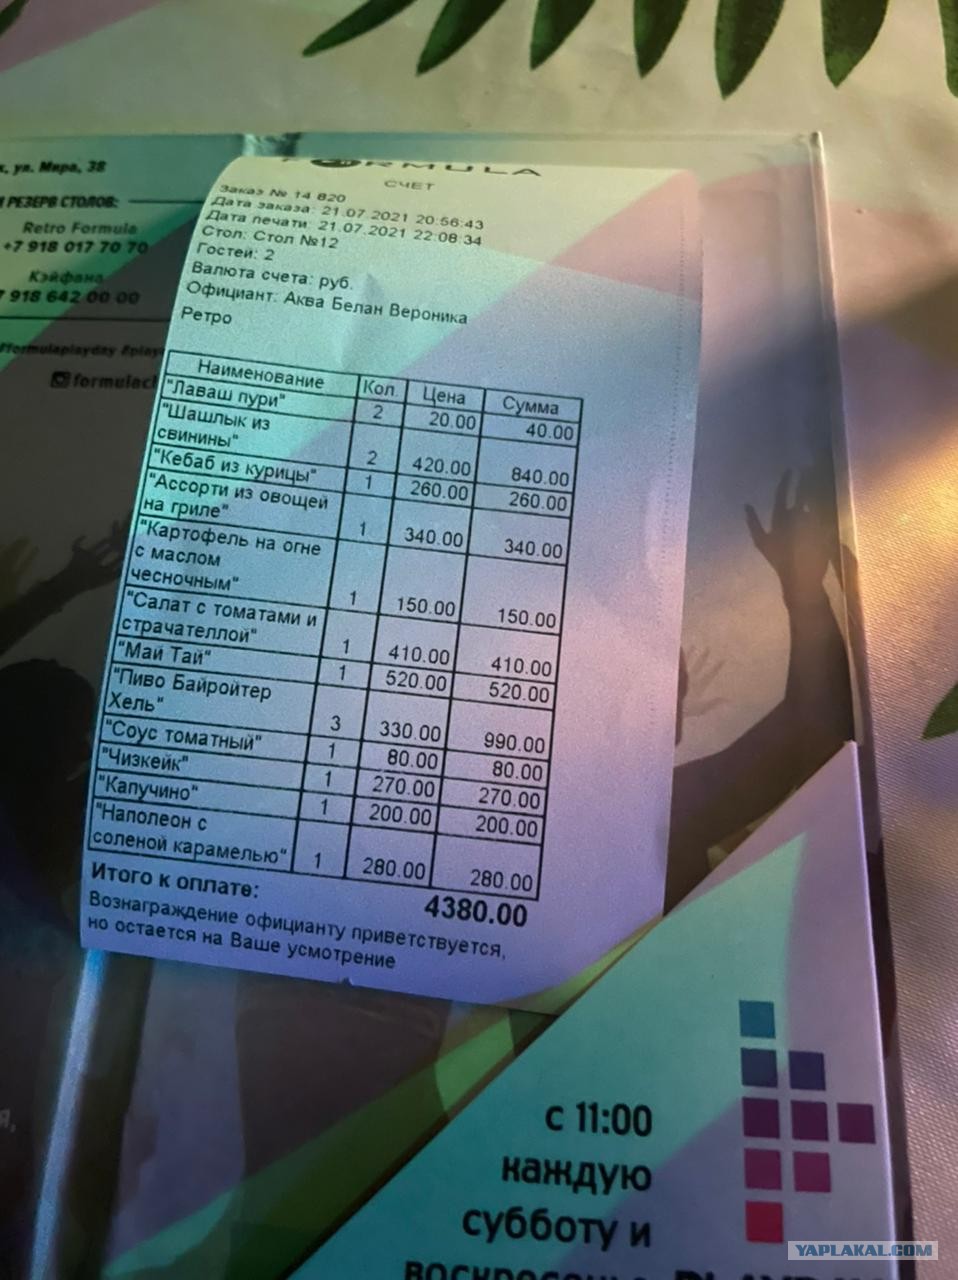 , ул. Мира, 38
РЕЗЕРВ СТОЛОВ:
Retro Formula
+7 918 017 70 70
Кэйфана
7 918 642 00 00
#formulaplayday
FORMULA
СЧЕТ
Заказ № 14 820
Дата заказа: 21.07.2021 20:56:43
Дата печати: 21.07.2021 22:08:34
Стол: Стол №12
Гостей: 2
Валюта счета: руб.
Официант: Аква Белан Вероника
Ретро
Наименование Кол. Цена Сумма
"Лаваш пури" 2 20.00 40.00
"Шашлык из
свинины" 2 420.00 840.00
"Кебаб из курицы" 1 260.00 260.00
"Ассорти из овощей
на гриле" 1 340.00 340.00
"Картофель на огне
с маслом
чесночным" 1 150.00 150.00
"Салат с томатами и
страчателлой" 1 410.00 410.00
"Май Тай" 1 520.00 520.00
"Пиво Байройтер
Хель" 3 330.00 990.00
"Соус томатный" 1 80.00 80.00
"Чизкейк" 1 270.00 270.00
"Капучино" 1 200.00 200.00
"Наполеон с
соленой карамелью" 1 280.00 280.00
Итого к оплате: 4380.00
Вознаграждение официанту приветствуется,
но остается на Ваше усмотрение
с 11:00
каждую
субботу и
YAPLAKAL.COM